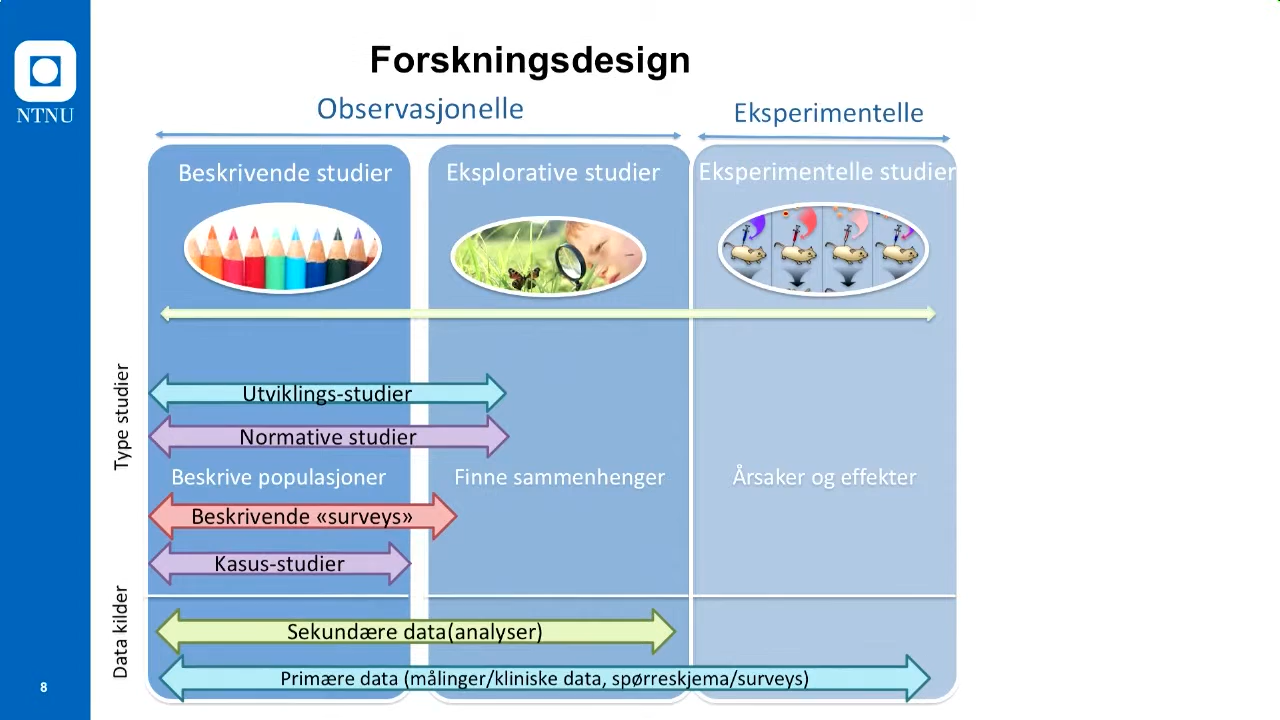 Forskningsdesign
NTNU
Observasjonelle
Eksperimentelle
Beskrivende studier
Eksplorative studier
Eksperimentelle studier
Type studier
Utviklings-studier
Normative studier
Beskrive populasjoner
Finne sammenhenger
Årsaker og effekter
Beskrivende «surveys»
Kasus-studier
Data kilder
Sekundære data(analyser)
Primære data (målinger/kliniske data, spørreskjema/surveys)
8